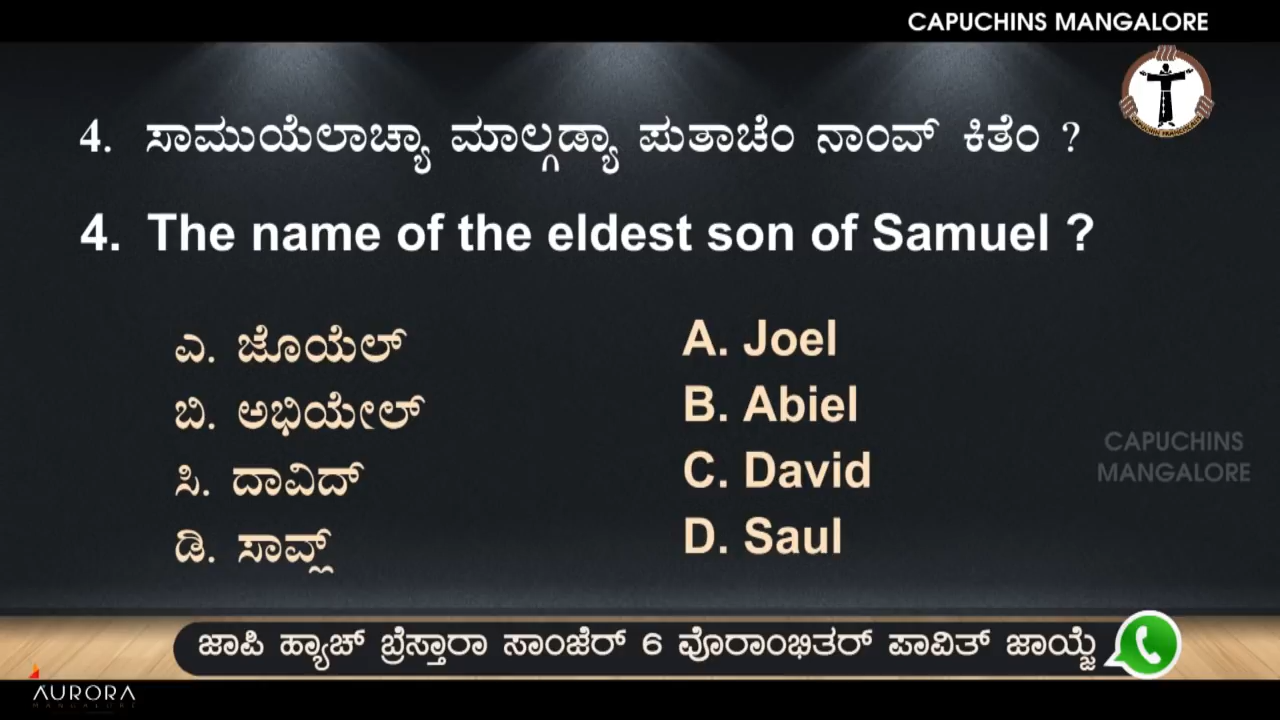 CAPUCHINS MANGALORE
4. ಸಾಮುಯೆಲಾಚ್ಯಾ ಮಾಲ್ಗಡ್ಯಾ ಪುತಾಚೆಂ ನಾಂವ್ ಕಿತೆಂ ?
4. The name of the eldest son of Samuel ?
ಎ. ಜೊಯೆಲ್
ಬಿ. ಅಭಿಯೇಲ್
ಸಿ. ದಾವಿದ್
ಡಿ. ಸಾವ್ಲ್
A. Joel
B. Abiel
C. David
D. Saul
CAPUCHINS
MANGALORE
ಜಾಪಿ ಹ್ಯಾಚ್ ಬ್ರೆಸ್ತಾರಾ ಸಾಂಜೆರ್ 6 ವೊರಾಂಭಿತರ್ ಪಾವಿತ್ ಜಾಯ್ಜೆ
AURORA
MANGALORE